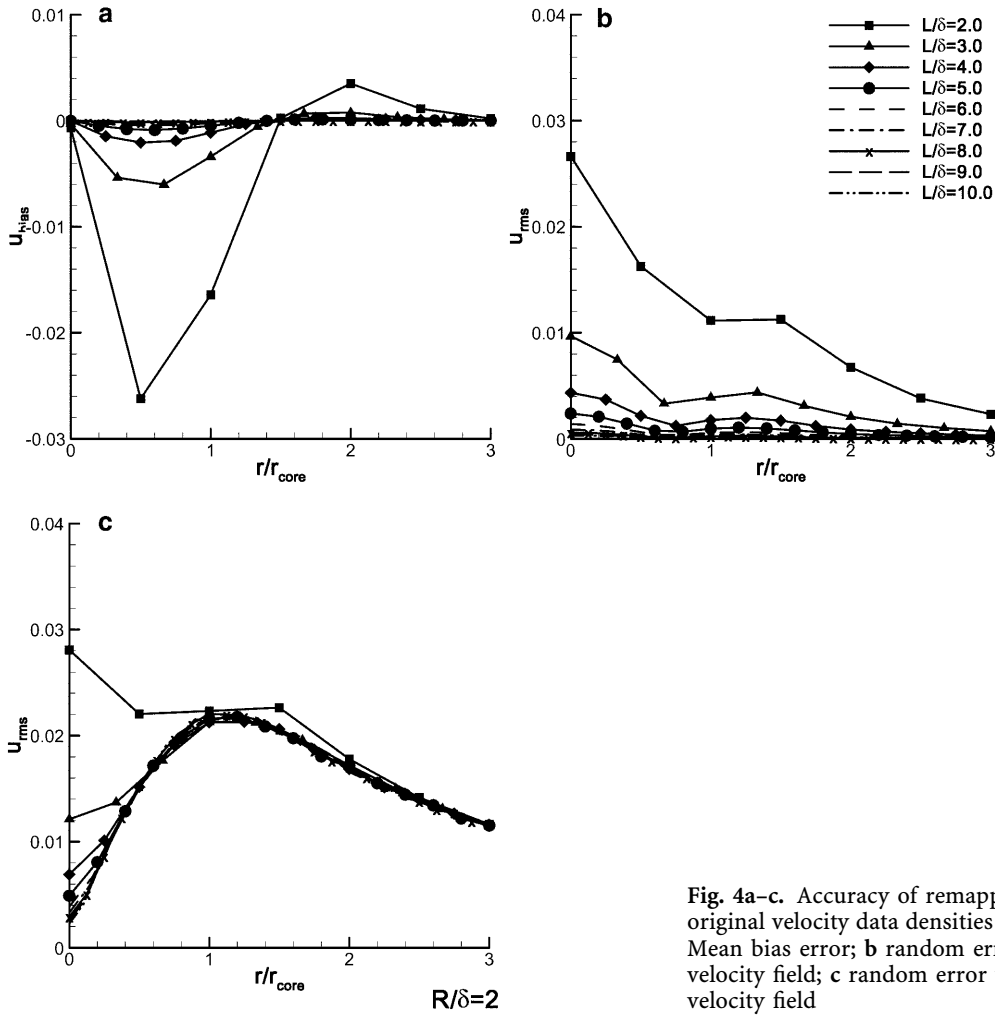 a
0.01
0
-0.01
-0.02
-0.03
u_bias
0
1
2
3
r/r_core
b
0.04
0.03
0.02
0.01
0
u_rms
0
1
2
3
r/r_core
L/δ=2.0
L/δ=3.0
L/δ=4.0
L/δ=5.0
L/δ=6.0
L/δ=7.0
L/δ=8.0
L/δ=9.0
L/δ=10.0
c
0.04
0.03
0.02
0.01
0
u_rms
0
1
2
3
r/r_core
R/δ=2
Fig. 4a–c. Accuracy of remapp
original velocity data densities
Mean bias error; b random err
velocity field; c random error
velocity field